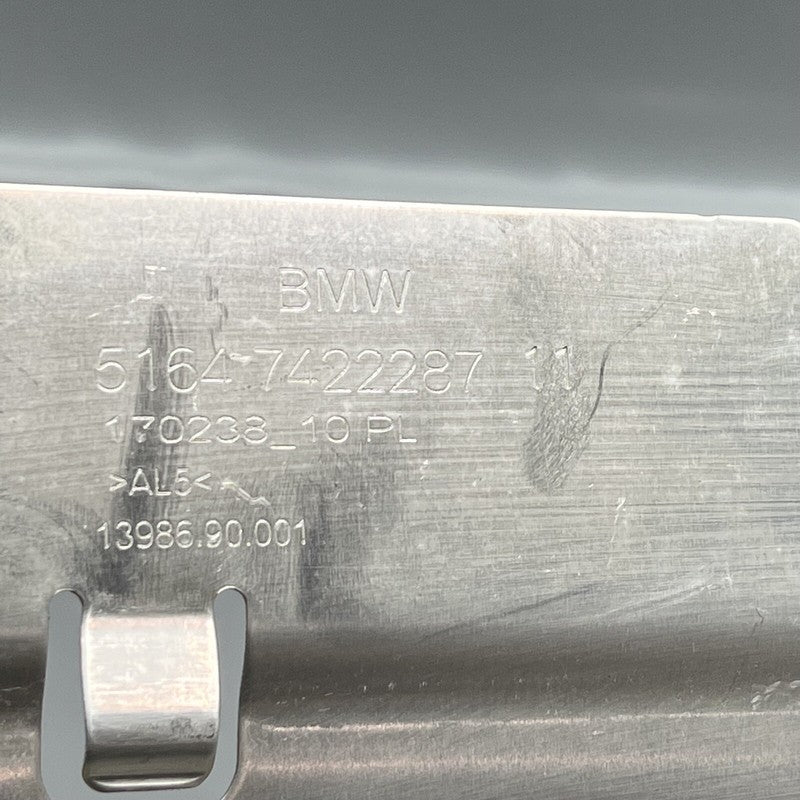 BMW
5164 7422287 11
170238_10 PL
>AL5<
13986.90.001